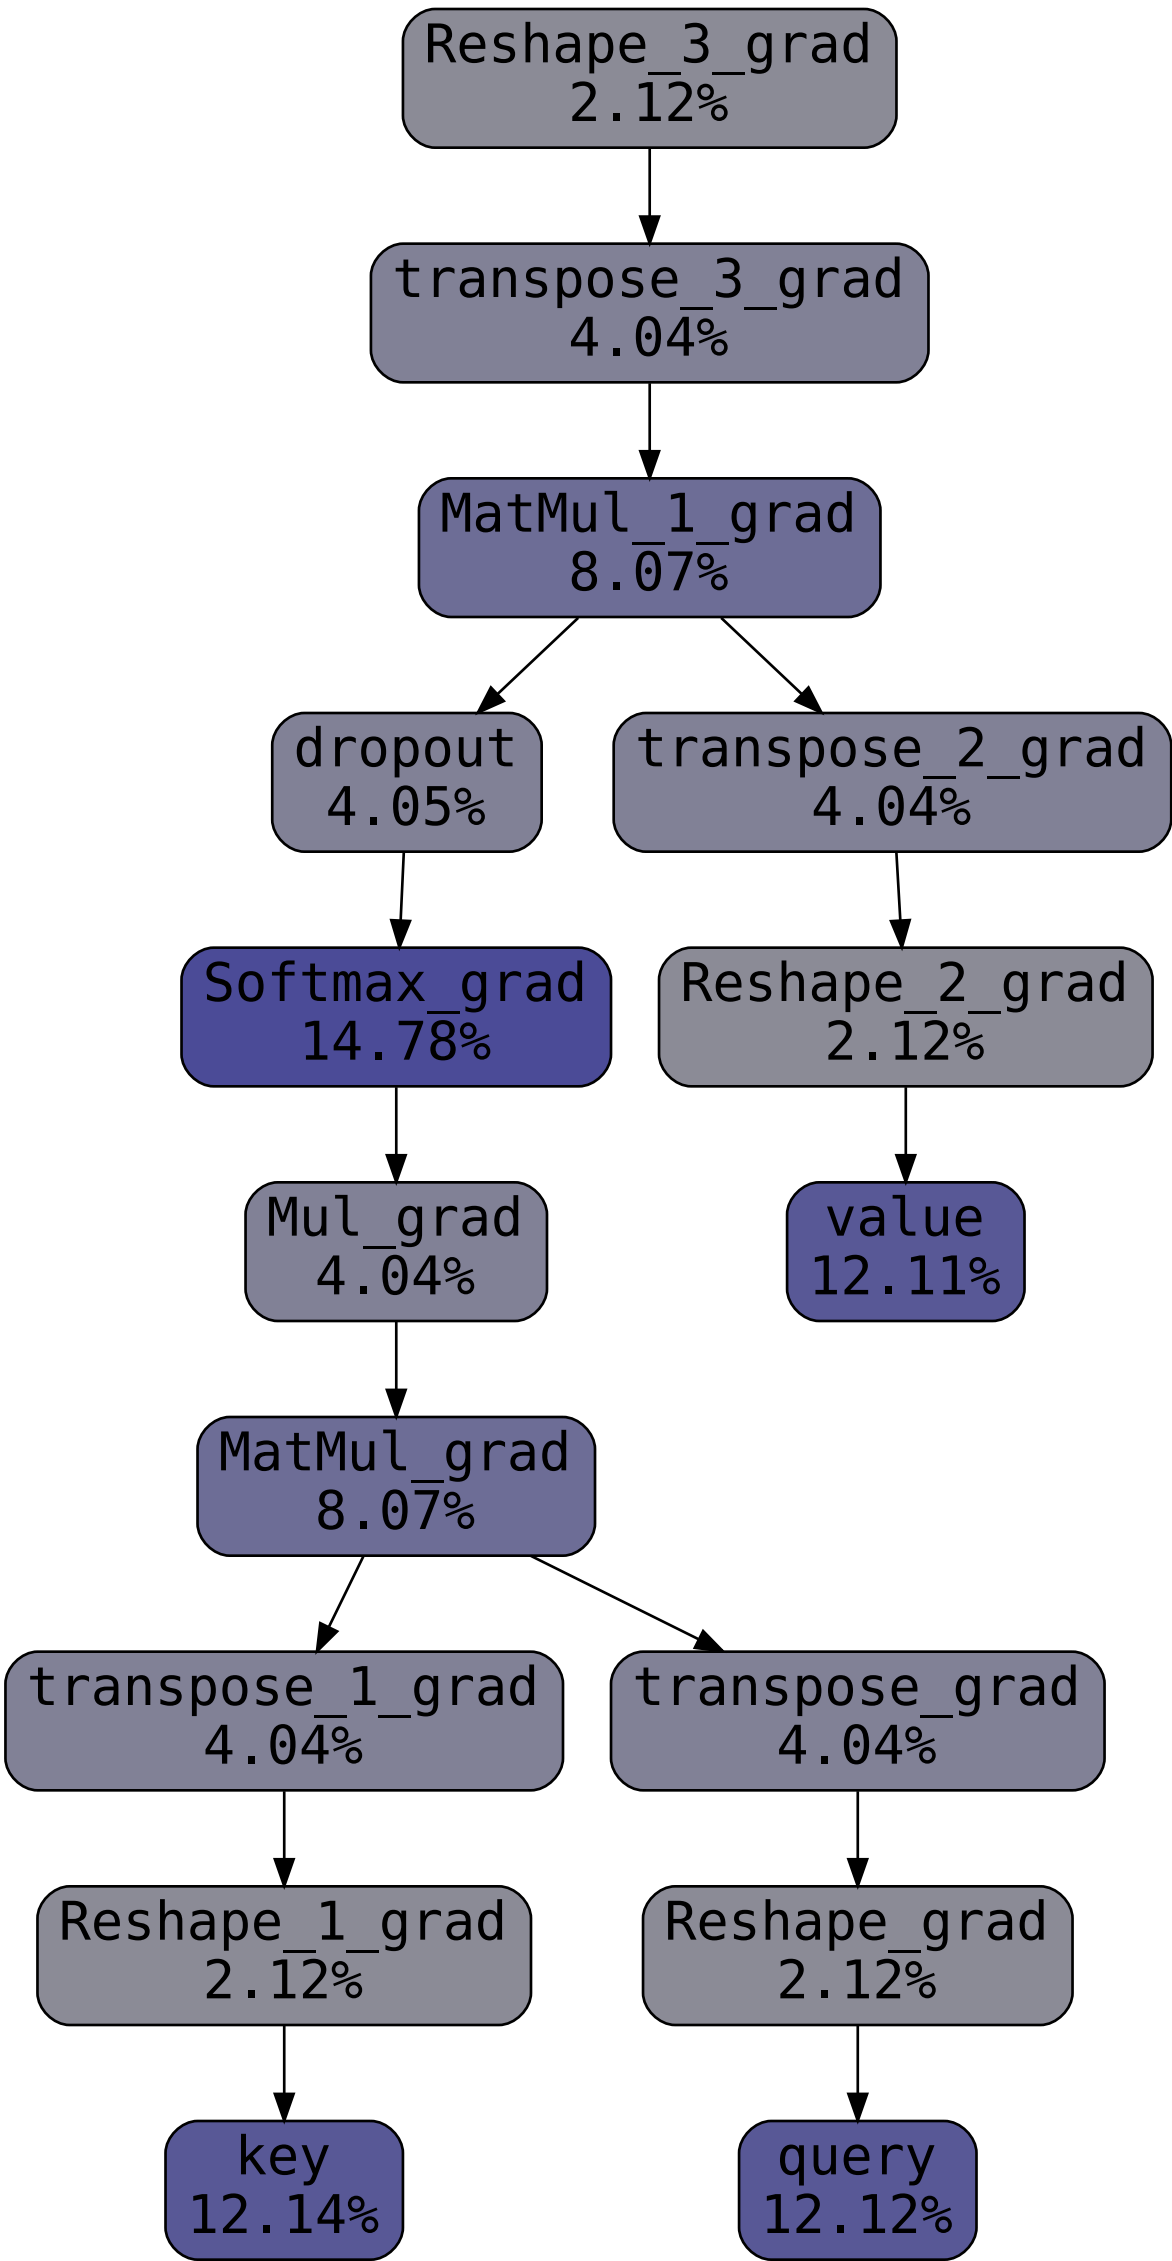 Reshape_3_grad
2.12%
transpose_3_grad
4.04%
MatMul_1_grad
8.07%
dropout
4.05%
transpose_2_grad
4.04%
Softmax_grad
14.78%
Reshape_2_grad
2.12%
Mul_grad
4.04%
value
12.11%
MatMul_grad
8.07%
transpose_1_grad
4.04%
transpose_grad
4.04%
Reshape_1_grad
2.12%
Reshape_grad
2.12%
key
12.14%
query
12.12%